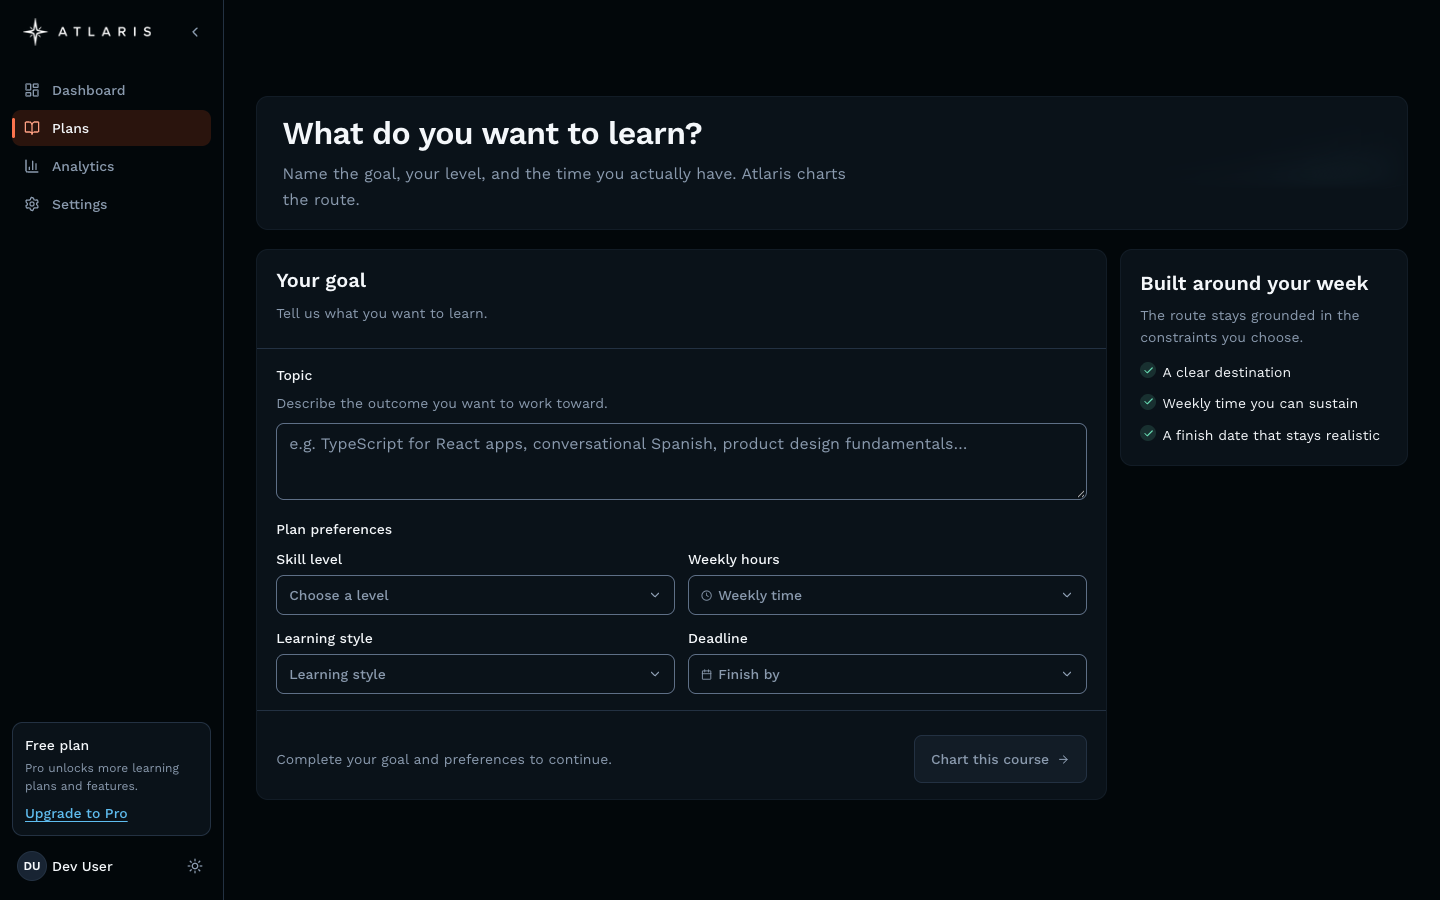 ATLARIS
Dashboard
Plans
Analytics
Settings
Free plan
Pro unlocks more learning
plans and features.
Upgrade to Pro
DU
Dev User
What do you want to learn?
Name the goal, your level, and the time you actually have. Atlaris charts
the route.
Your goal
Tell us what you want to learn.
Topic
Describe the outcome you want to work toward.
e.g. TypeScript for React apps, conversational Spanish, product design fundamentals...
Plan preferences
Skill level
Choose a level
Weekly hours
Weekly time
Learning style
Learning style
Deadline
Finish by
Complete your goal and preferences to continue.
Chart this course →
Built around your week
The route stays grounded in the
constraints you choose.
A clear destination
Weekly time you can sustain
A finish date that stays realistic